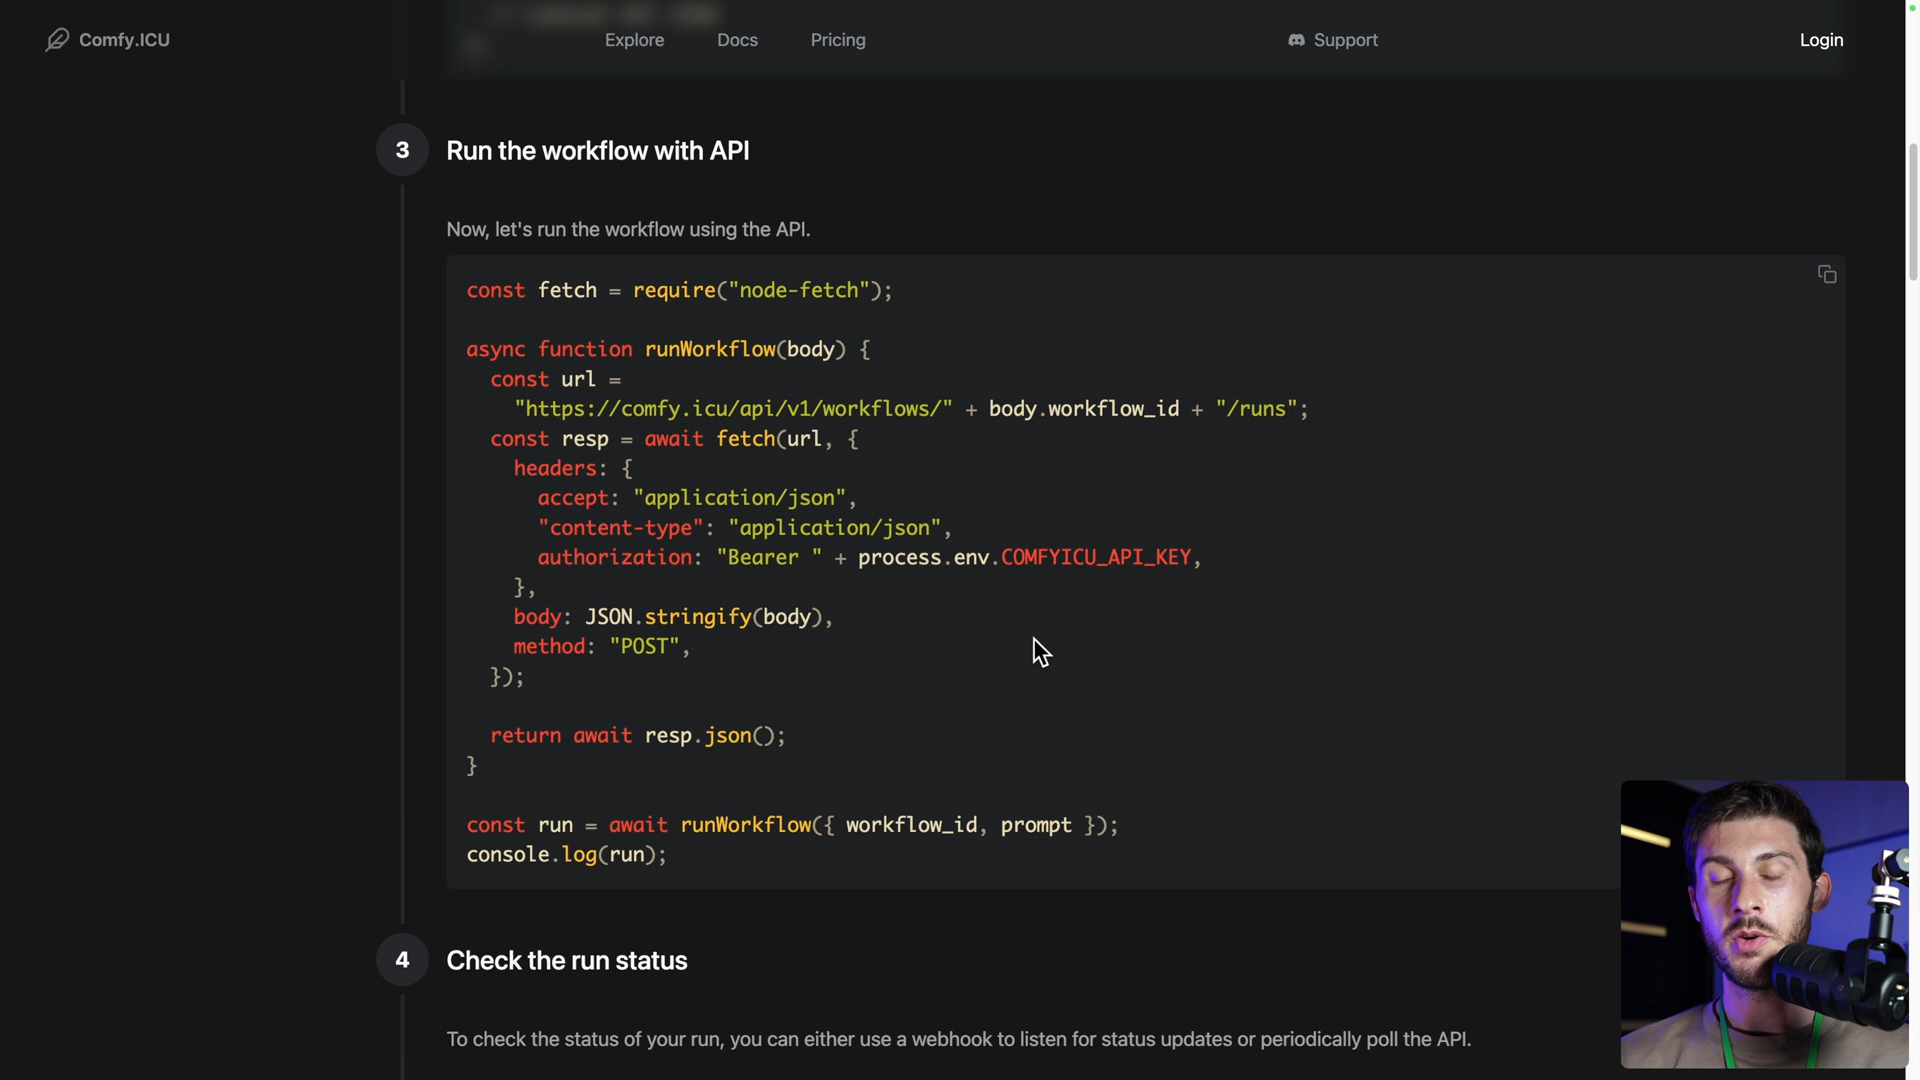 Comfy.ICU
Explore
Docs
Pricing
Support
Login
3
Run the workflow with API
Now, let's run the workflow using the API.
const fetch = require("node-fetch");
async function runWorkflow(body) {
const url =
"https://comfy.icu/api/v1/workflows/" + body.workflow_id + "/runs";
const resp = await fetch(url, {
headers: {
accept: "application/json",
"content-type": "application/json",
authorization: "Bearer " + process.env.COMFYICU_API_KEY,
},
body: JSON.stringify(body),
method: "POST",
});
return await resp.json();
}
const run = await runWorkflow({ workflow_id, prompt });
console.log(run);
4
Check the run status
To check the status of your run, you can either use a webhook to listen for status updates or periodically poll the API.